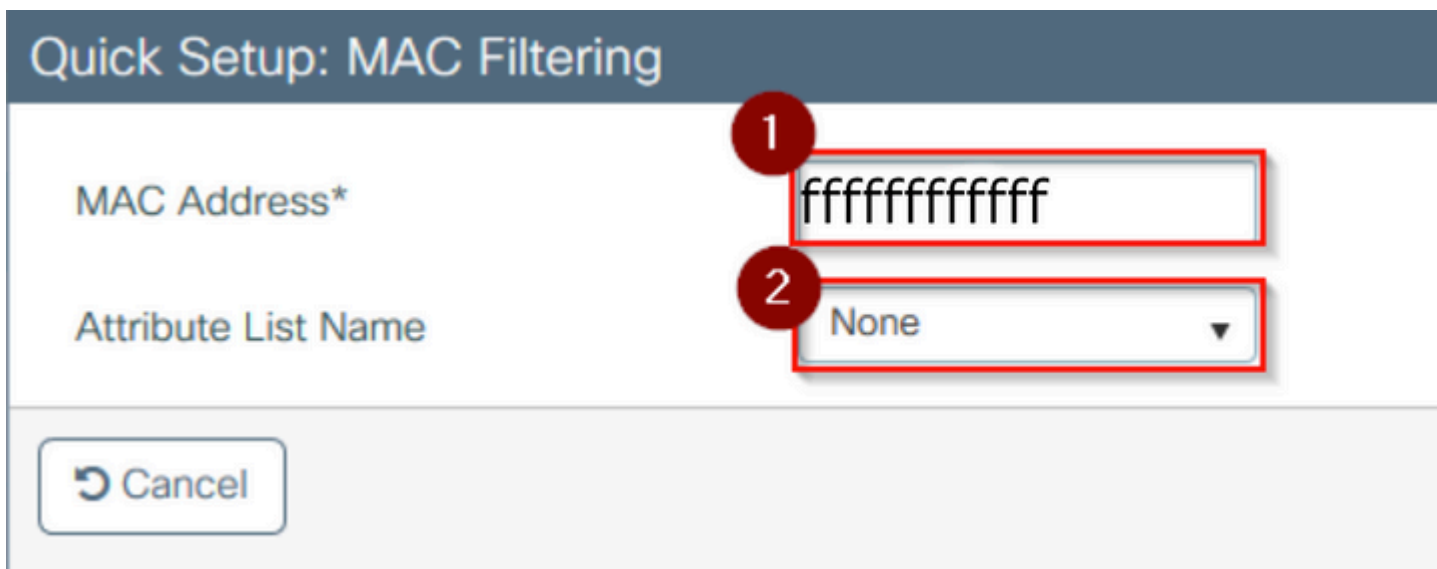 Quick Setup: MAC Filtering
1
MAC Address*
ffffffffffff
2
Attribute List Name
None
Cancel